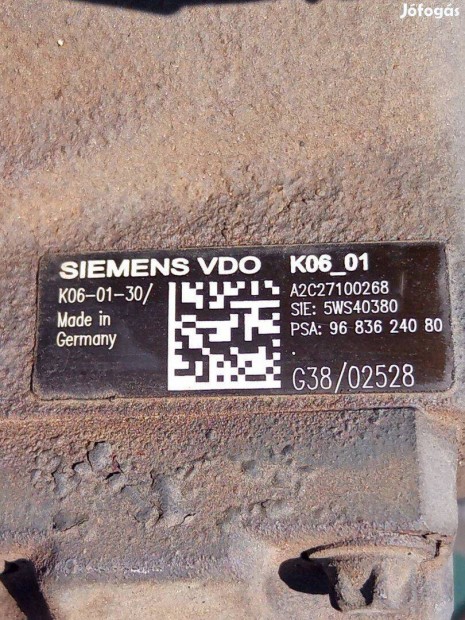 Jófogás
SIEMENS VDO K06_01
K06-01-30/ A2C27100268
Made in SIE: 5WS40380
Germany PSA: 96 836 240 80
.
G38/02528